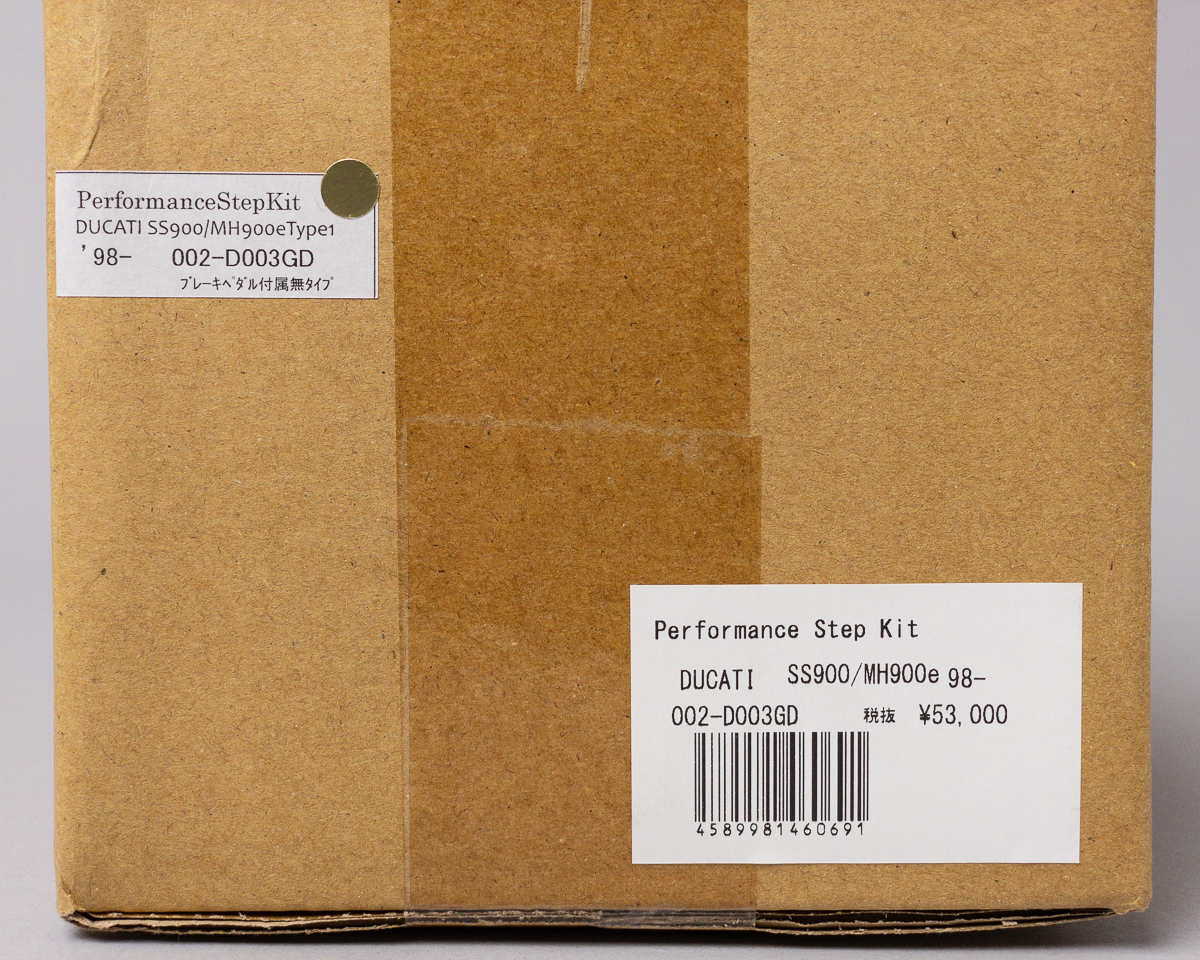 PerformanceStepKit
DUCATI SS900/MH900eType1
'98- 002-D003GD
ブレーキペダル付属無タイプ
Performance Step Kit
DUCATI SS900/MH900e 98-
002-D003GD 税抜 ¥53,000
4589981460691